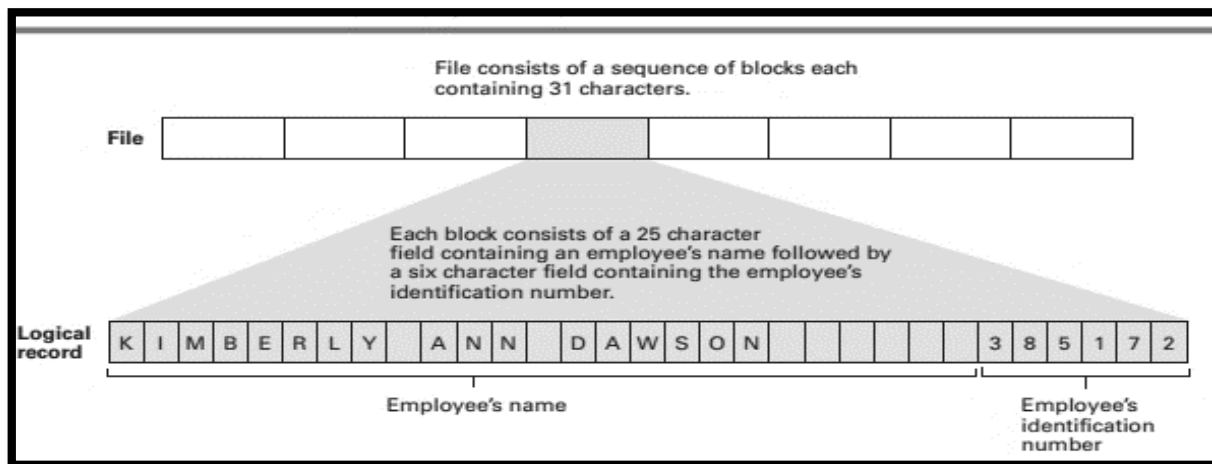 File consists of a sequence of blocks each
containing 31 characters.
File
Each block consists of a 25 character
field containing an employee's name followed by
a six character field containing the employee's
identification number.
Logical
record
K I M B E R L Y A N N D A W S O N 3 8 5 1 7 2
Employee's name
Employee's
identification
number